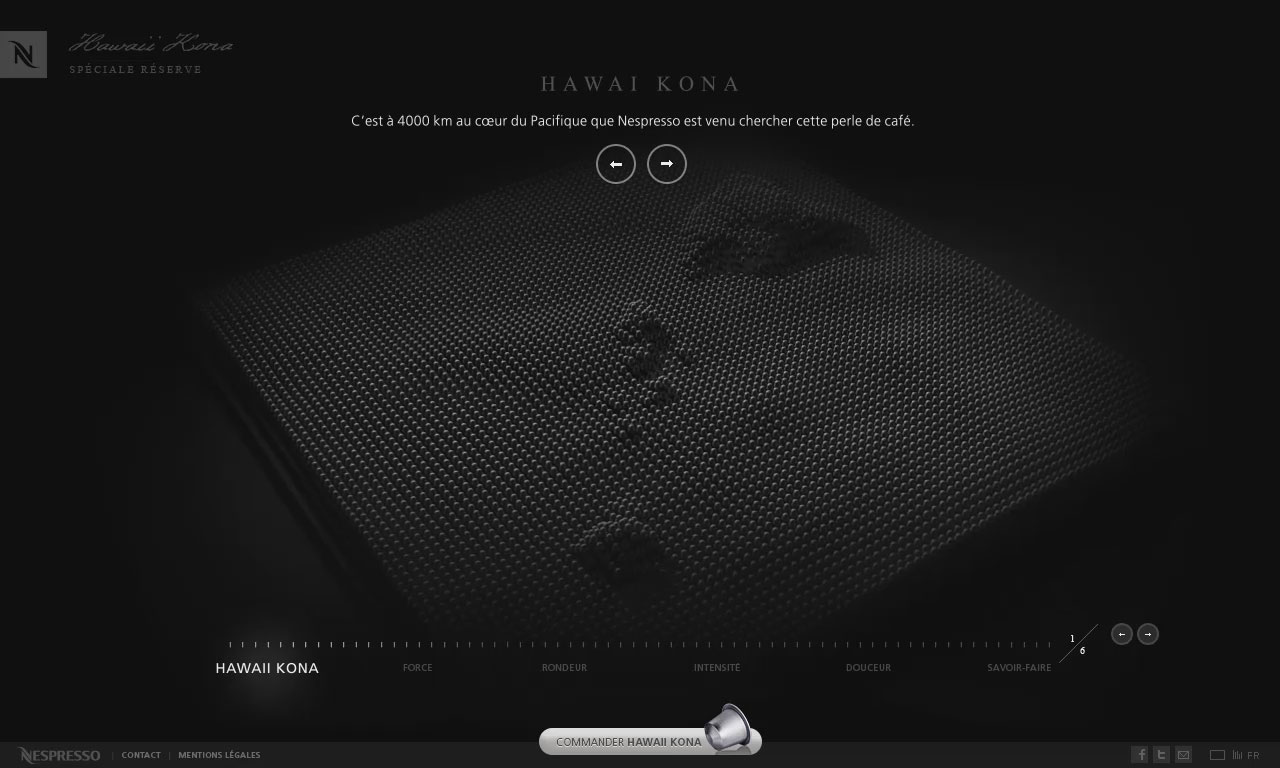 N
Hawaii Kona
SPÉCIALE RÉSERVE
HAWAI KONA
C'est à 4000 km au cœur du Pacifique que Nespresso est venu chercher cette perle de café.
1
6
HAWAII KONA
FORCE
RONDEUR
INTENSITÉ
DOUCEUR
SAVOIR-FAIRE
COMMANDER HAWAII KONA
NESPRESSO | CONTACT | MENTIONS LÉGALES
f t
FR